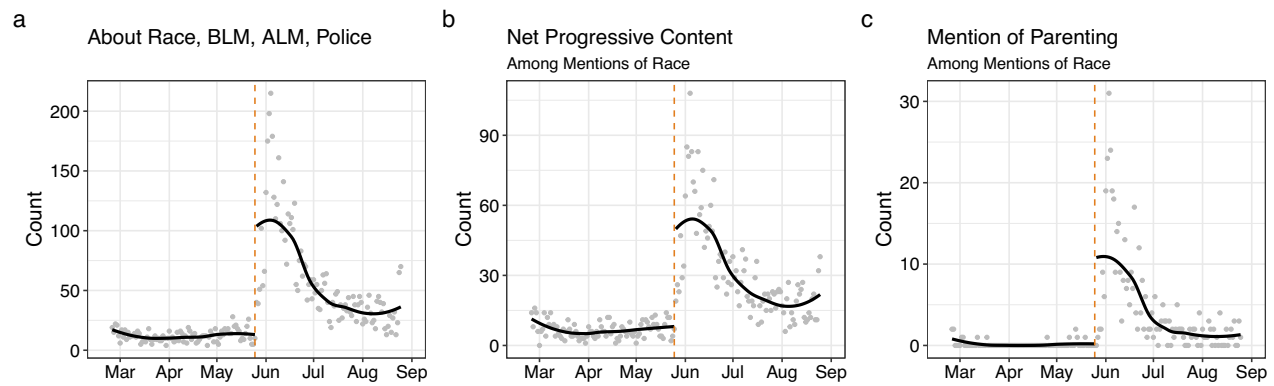 a
About Race, BLM, ALM, Police
Count
200
150
100
50
0
Mar Apr May Jun Jul Aug Sep
b
Net Progressive Content
Among Mentions of Race
Count
90
60
30
0
Mar Apr May Jun Jul Aug Sep
c
Mention of Parenting
Among Mentions of Race
Count
30
20
10
0
Mar Apr May Jun Jul Aug Sep